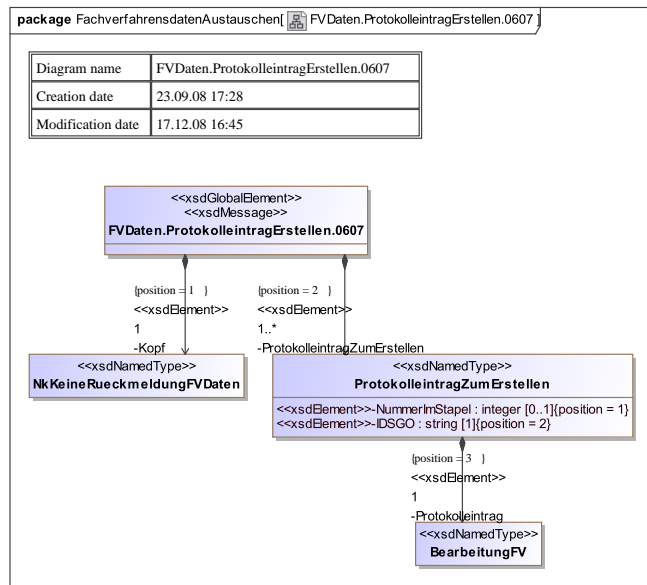 package FachverfahrensdatenAustauschen[ FVDaten.ProtokolleintragErstellen.0607 ]
Diagram name FVDaten.ProtokolleintragErstellen.0607
Creation date 23.09.08 17:28
Modification date 17.12.08 16:45
<<xsdGlobalElement>>
<<xsdMessage>>
FVDaten.ProtokolleintragErstellen.0607
{position = 1 } {position = 2 }
<<xsdElement>> <<xsdElement>>
1 1..*
-Kopf -ProtokolleintragZumErstellen
<<xsdNamedType>>
NkKeineRueckmeldungFVDaten
<<xsdNamedType>>
ProtokolleintragZumErstellen
<<xsdElement>>-NummerImStapel : integer [0..1]{position = 1}
<<xsdElement>>-IDSGO : string [1]{position = 2}
{position = 3 }
<<xsdElement>>
1
-Protokolleintrag
<<xsdNamedType>>
BearbeitungFV